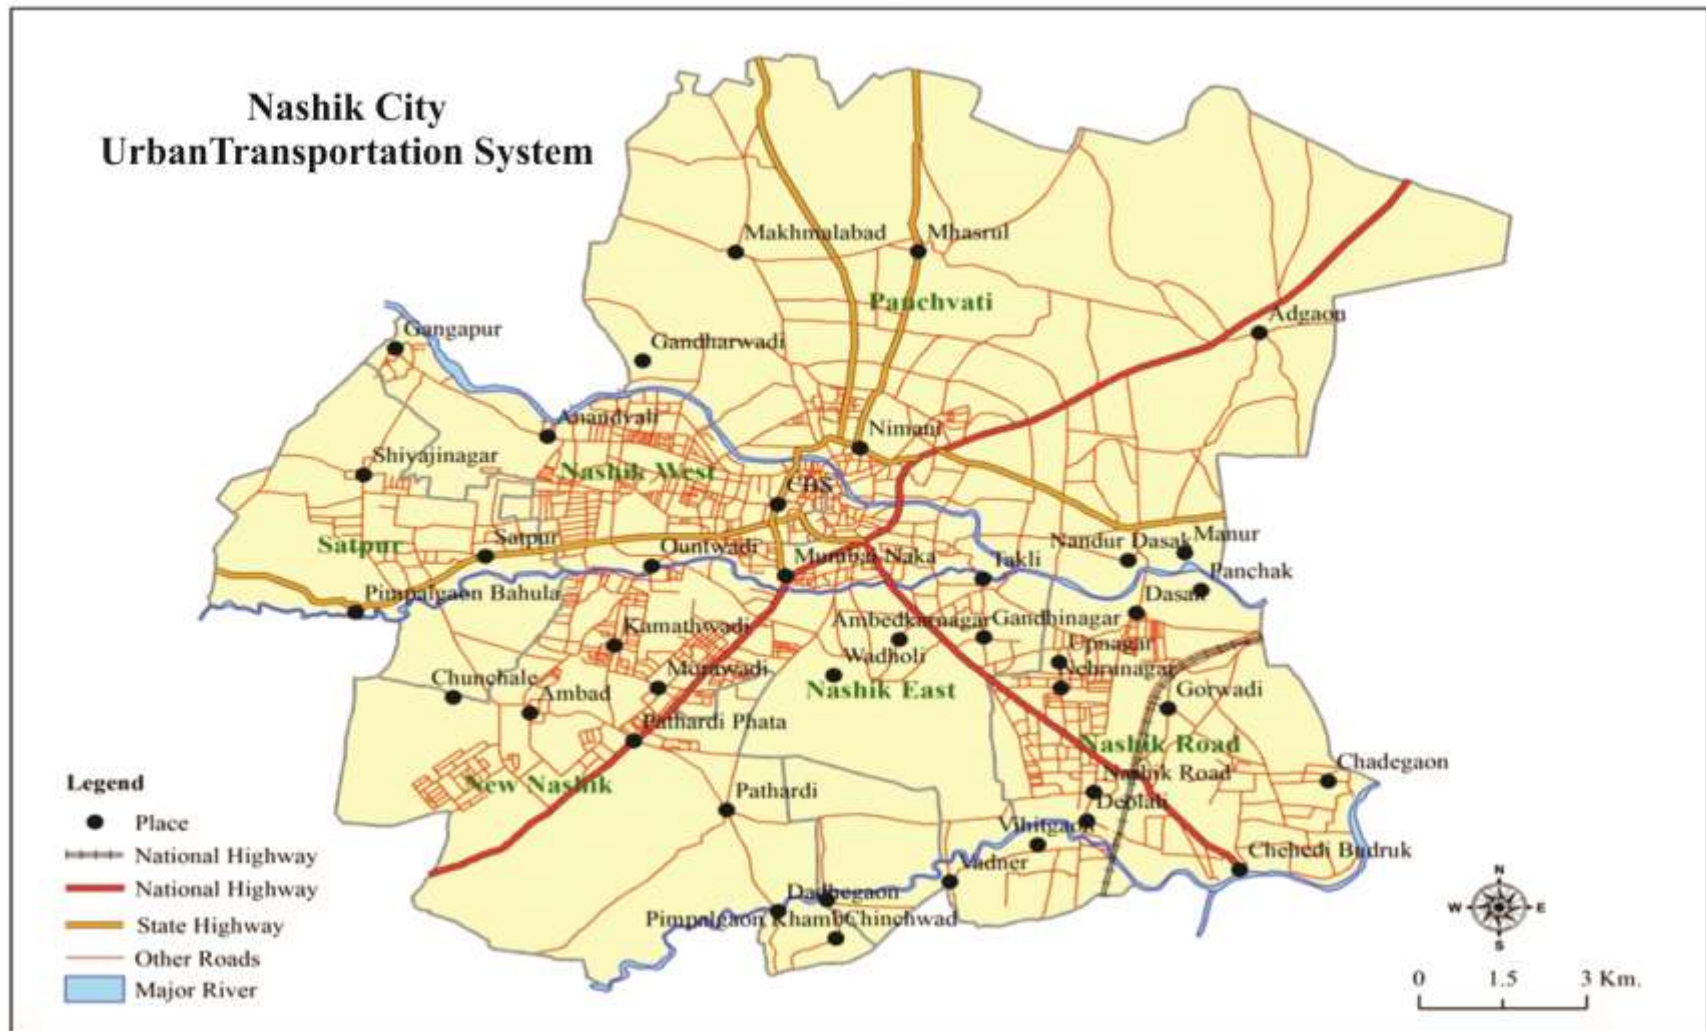 Nashik City
UrbanTransportation System
Makhmalabad
Mhasrul
Panchvati
Adgaon
Gangapur
Gandharwadi
Anandvali
Nimani
Shivajinagar
Nashik West
CBS
Satpur
Satpur
Ountwadi
Mumbai Naka
Takli
Nandur Dasak
Manur
Panchak
Pimpalgaon Bahula
Dasak
Kamathwadi
Ambedkarnagar
Gandhinagar
Upnagar
Wadholi
Nehrunagar
Morawadi
Chunchale
Ambad
Nashik East
Gorwadi
Pathardi Phata
Nashik Road
Chadegaon
New Nashik
Nashik Road
Pathardi
Deolali
Vihitgaon
Chehedi Budruk
Vadner
Dadhegaon
Pimpalgaon Khamb
Chinchwad
Legend
Place
National Highway
National Highway
State Highway
Other Roads
Major River
N
W E
S
0 1.5 3 Km.